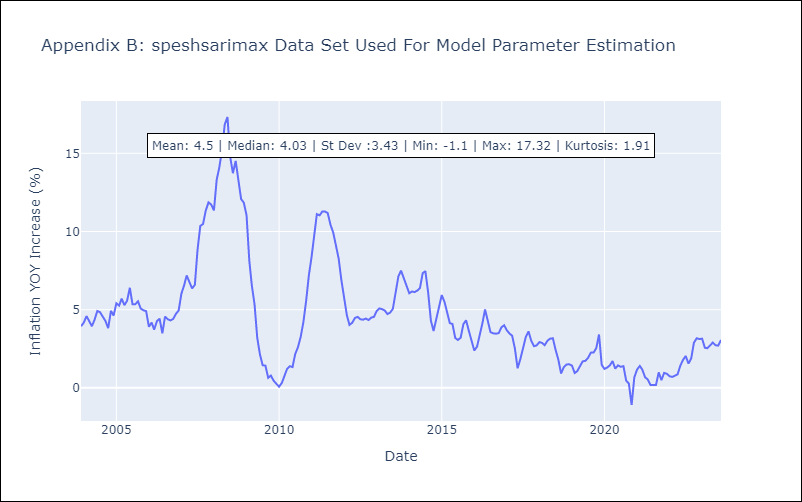 Appendix B: speshsarimax Data Set Used For Model Parameter Estimation
Mean: 4.5 | Median: 4.03 | St Dev :3.43 | Min: -1.1 | Max: 17.32 | Kurtosis: 1.91
Inflation YOY Increase (%)
15
10
5
0
2005
2010
2015
2020
Date